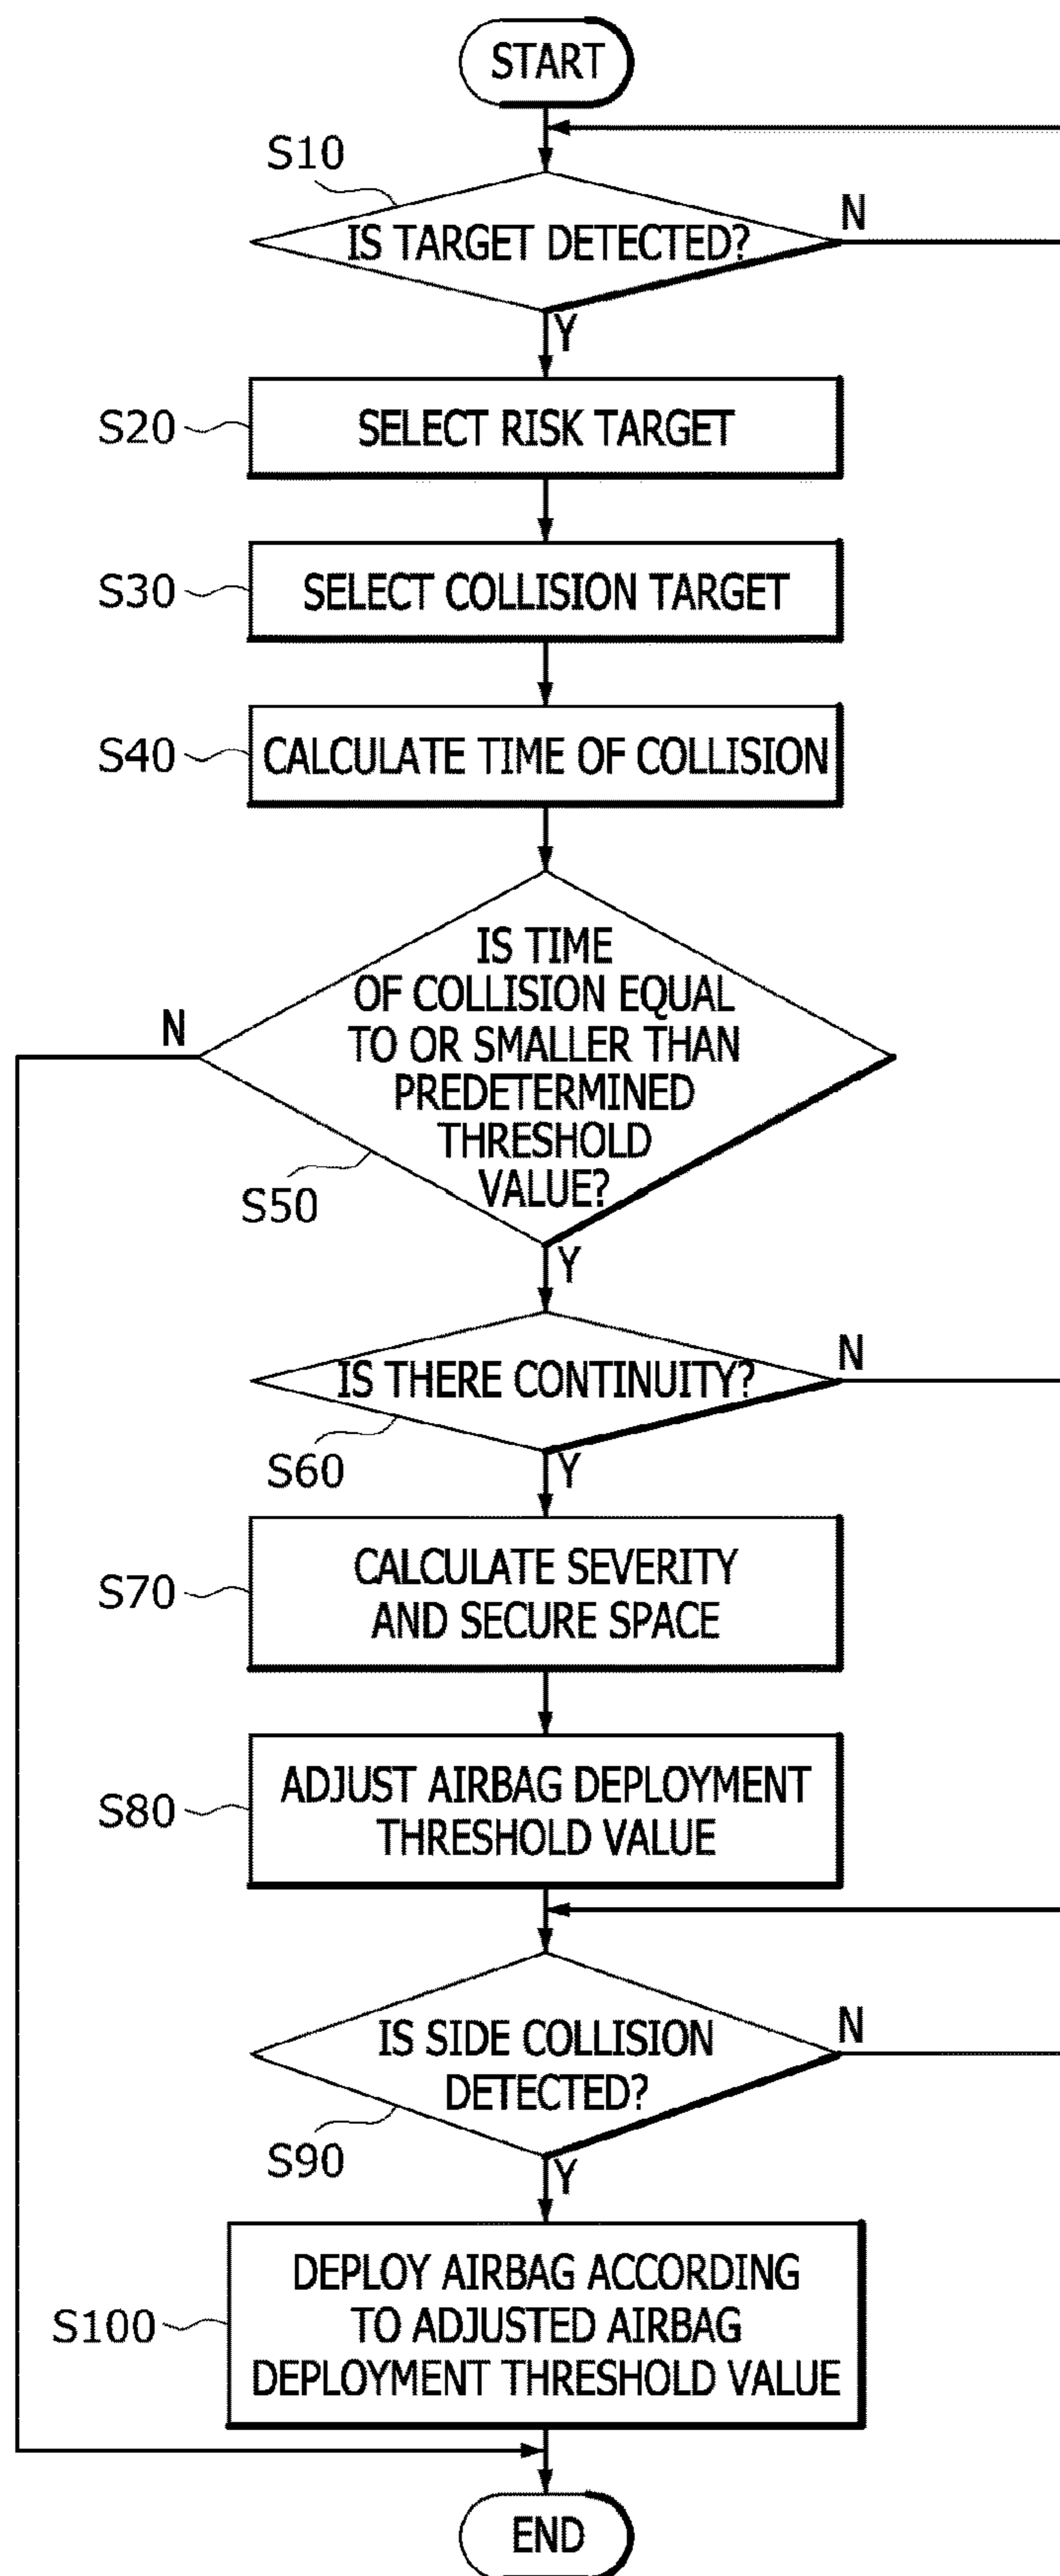 START
S10
IS TARGET DETECTED?
N
Y
S20
SELECT RISK TARGET
S30
SELECT COLLISION TARGET
S40
CALCULATE TIME OF COLLISION
IS TIME
OF COLLISION EQUAL
TO OR SMALLER THAN
PREDETERMINED
THRESHOLD
VALUE?
N
S50
Y
IS THERE CONTINUITY?
N
S60
Y
S70
CALCULATE SEVERITY
AND SECURE SPACE
S80
ADJUST AIRBAG DEPLOYMENT
THRESHOLD VALUE
IS SIDE COLLISION
DETECTED?
N
S90
Y
S100
DEPLOY AIRBAG ACCORDING
TO ADJUSTED AIRBAG
DEPLOYMENT THRESHOLD VALUE
END